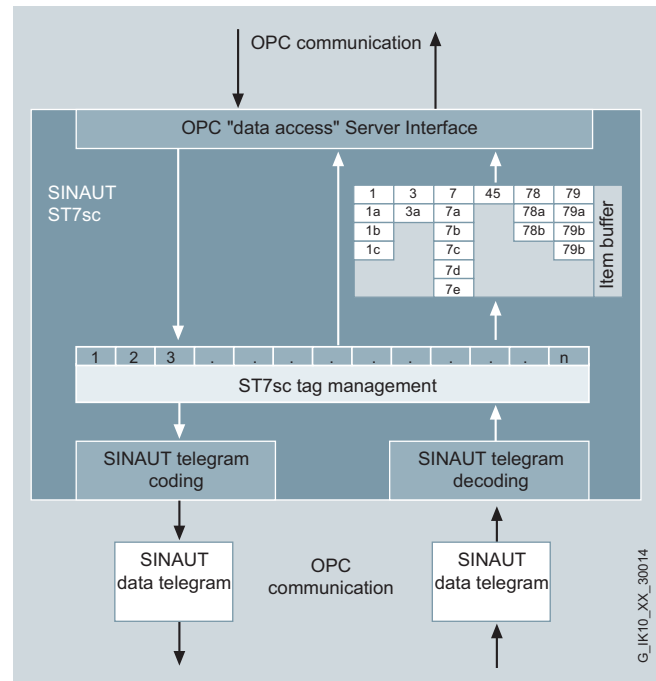 OPC communication
OPC "data access" Server Interface
SINAUT
ST7sc
1 3 7 45 78 79
1a 3a 7a 78a 79a
1b 7b 78b 79b
1c 7c 79b
7d
7e
Item buffer
1 2 3 . . . . . . . . . n
ST7sc tag management
SINAUT telegram
coding
SINAUT telegram
decoding
SINAUT
data telegram
OPC
communication
SINAUT
data telegram
G_IK10_XX_30014